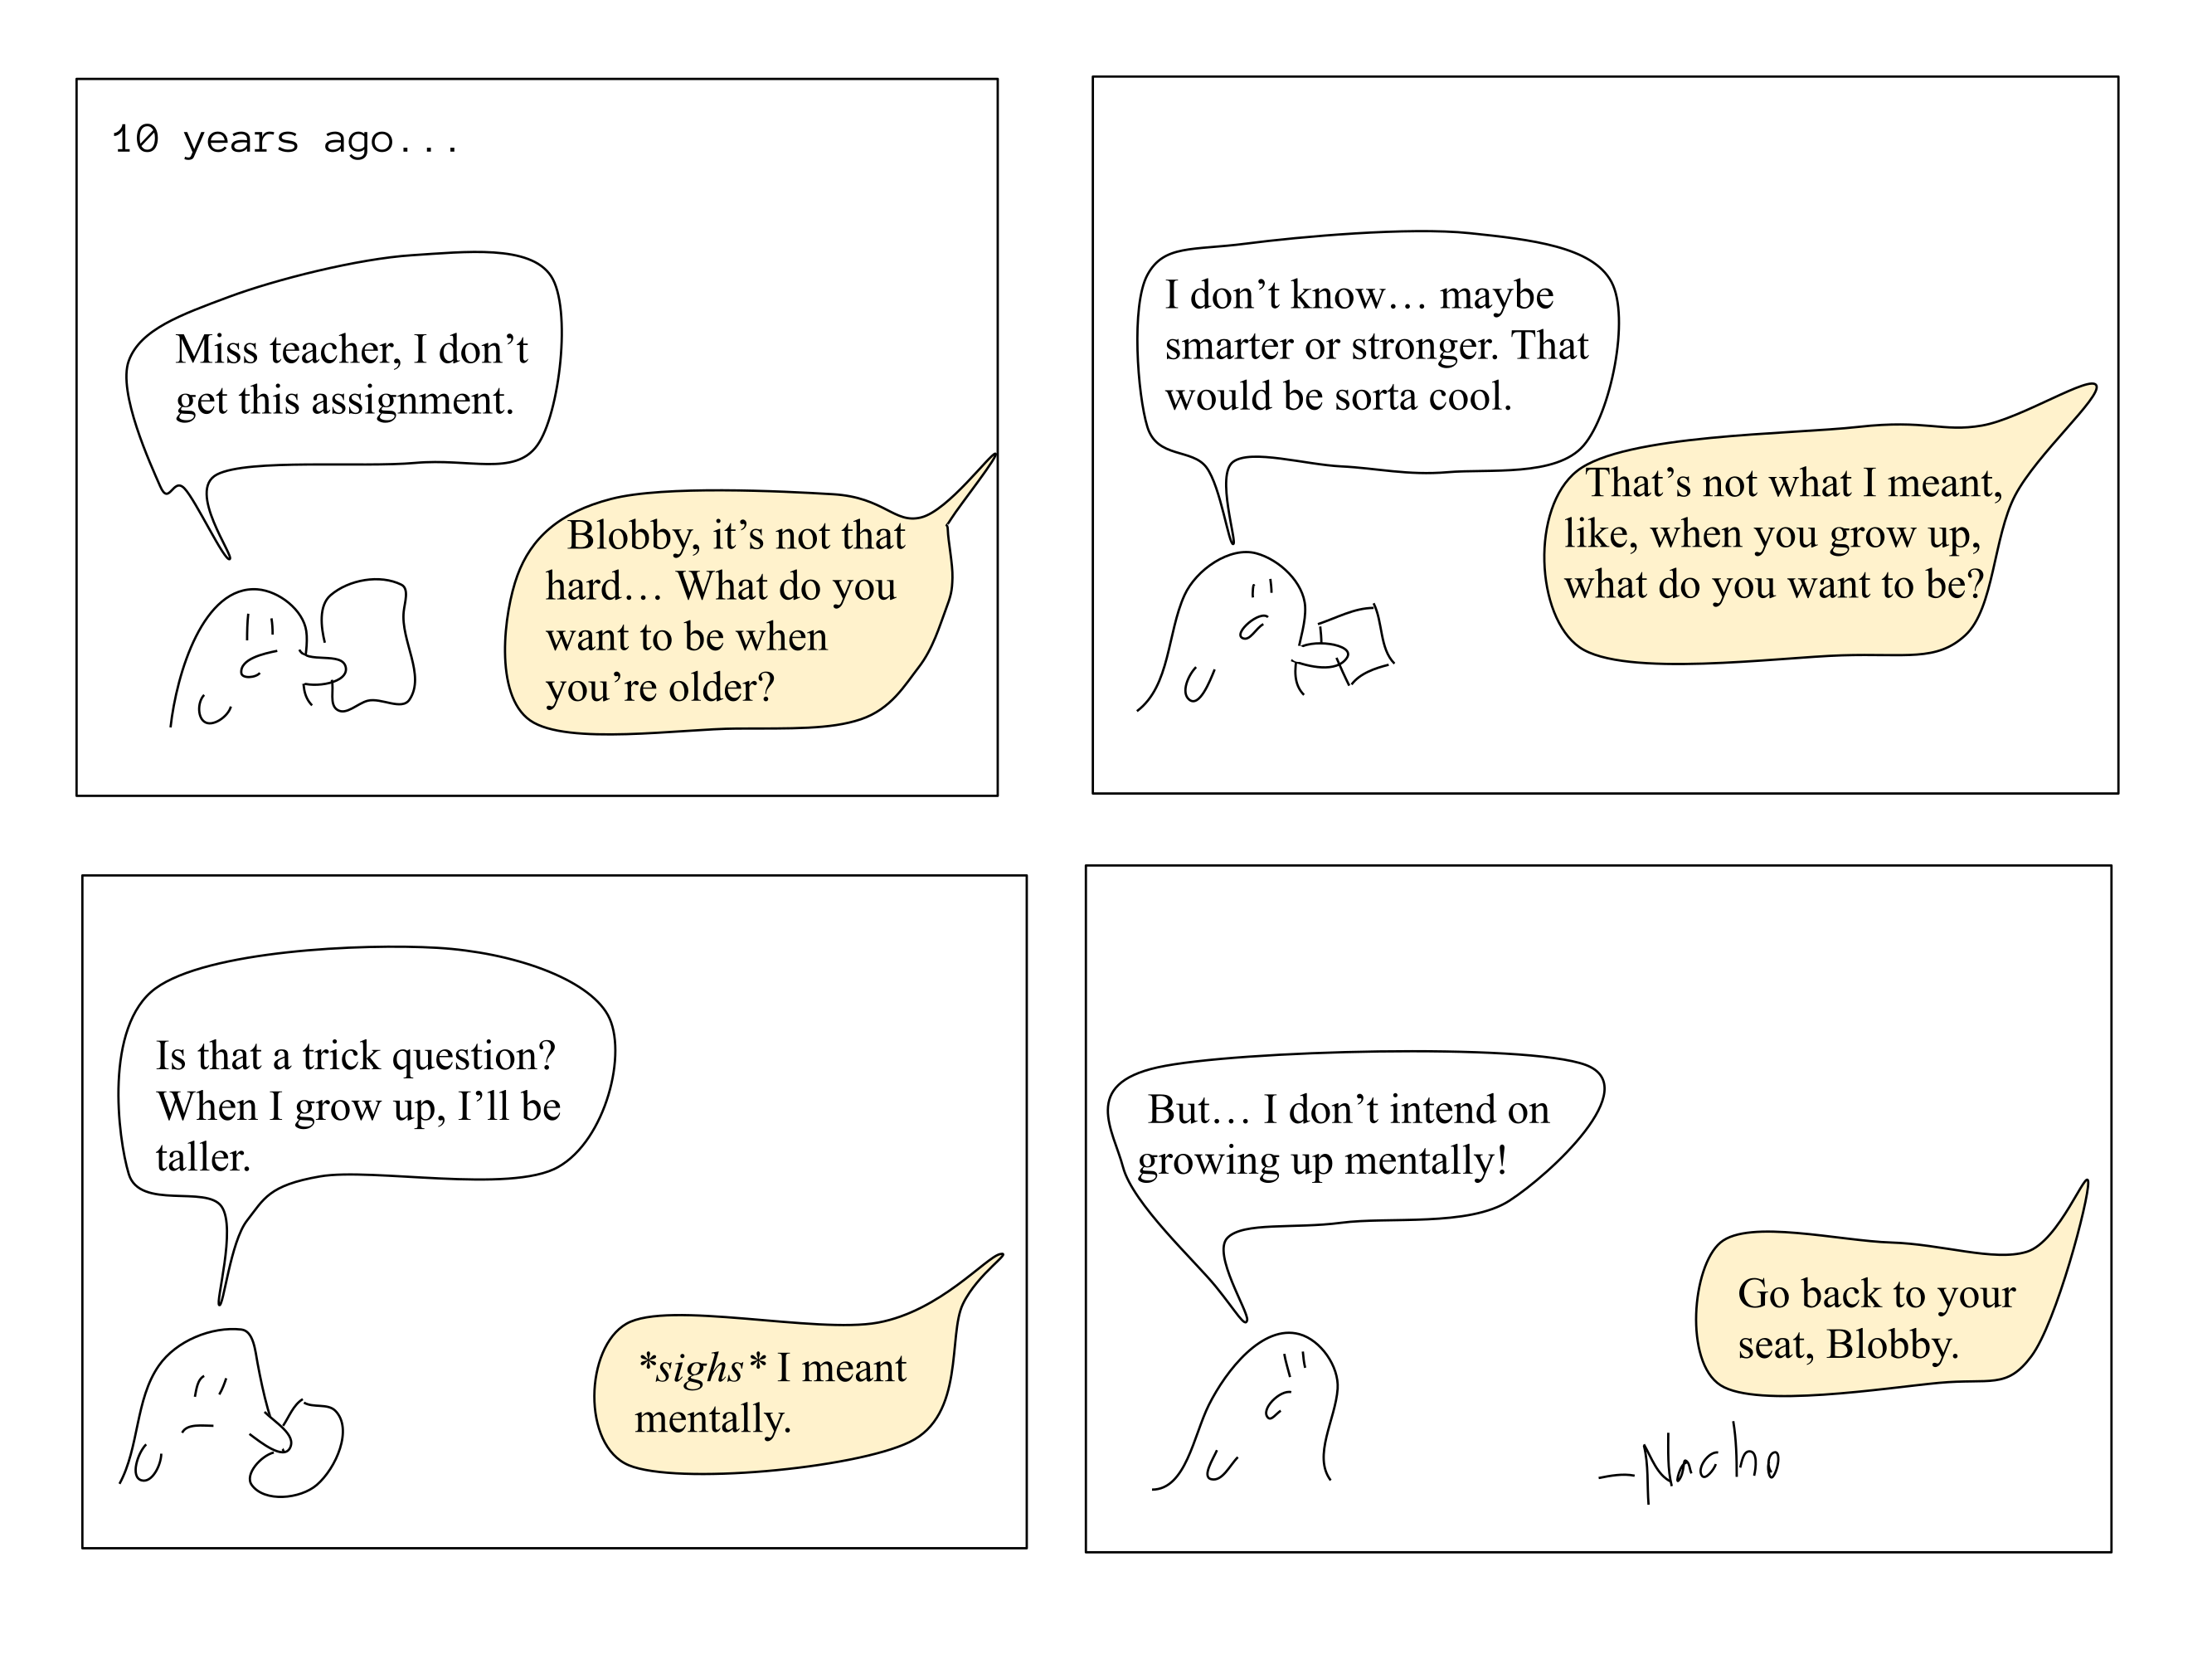 10 years ago...
Miss teacher, I don’t
get this assignment.
Blobby, it’s not that
hard… What do you
want to be when
you’re older?
I don’t know… maybe
smarter or stronger. That
would be sorta cool.
That’s not what I meant,
like, when you grow up,
what do you want to be?
Is that a trick question?
When I grow up, I’ll be
taller.
*sighs* I meant
mentally.
But… I don’t intend on
growing up mentally!
Go back to your
seat, Blobby.
–Nacho